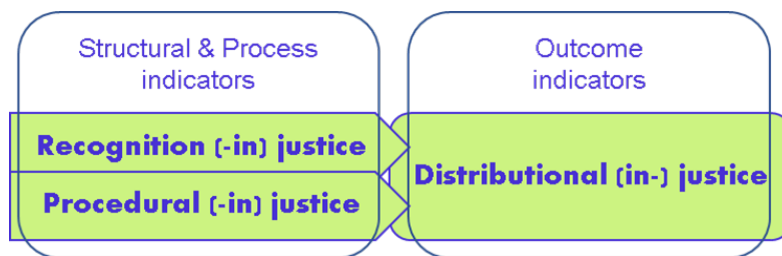 Structural & Process
indicators
Outcome
indicators
Recognition (-in) justice
Procedural (-in) justice
Distributional (in-) justice